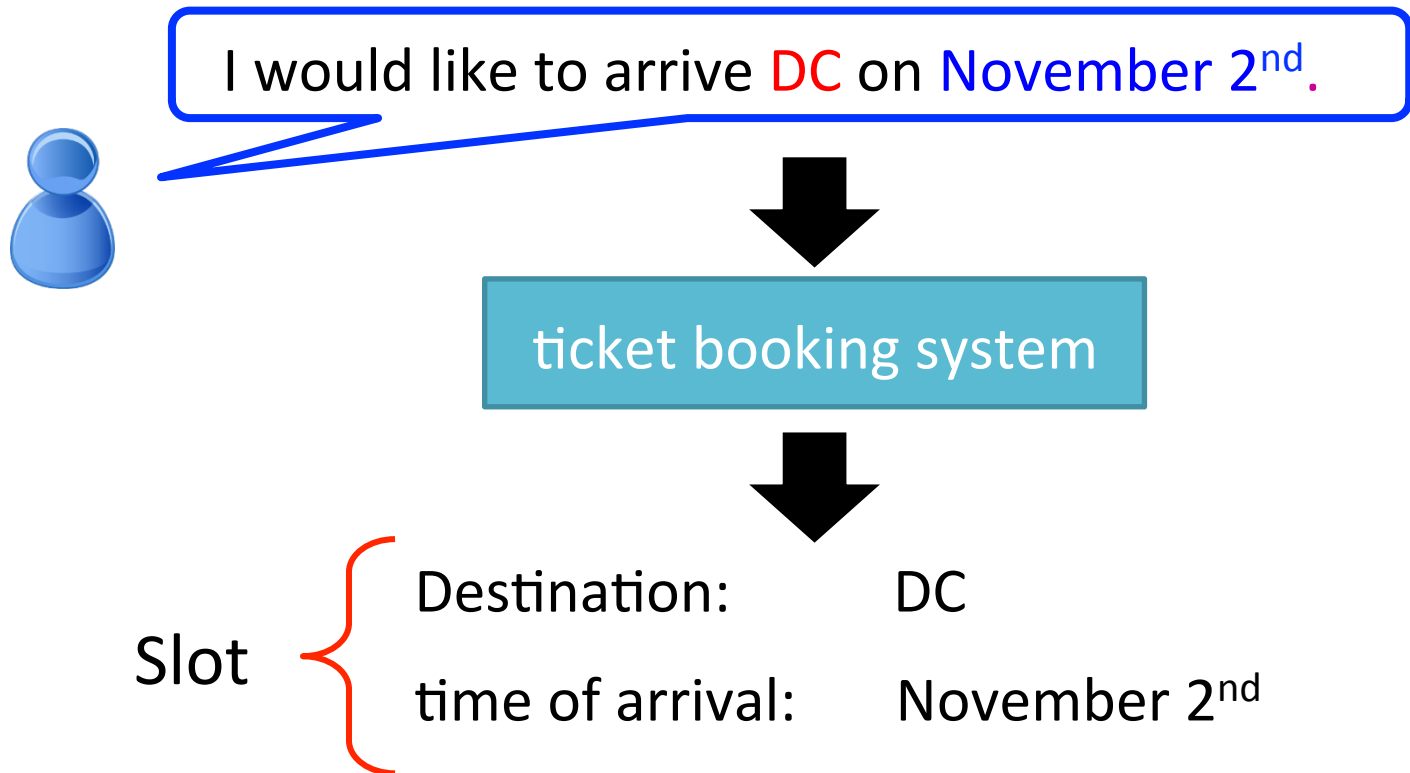 I would like to arrive DC on November 2nd.
ticket booking system
Destination: DC
Slot
time of arrival: November 2nd